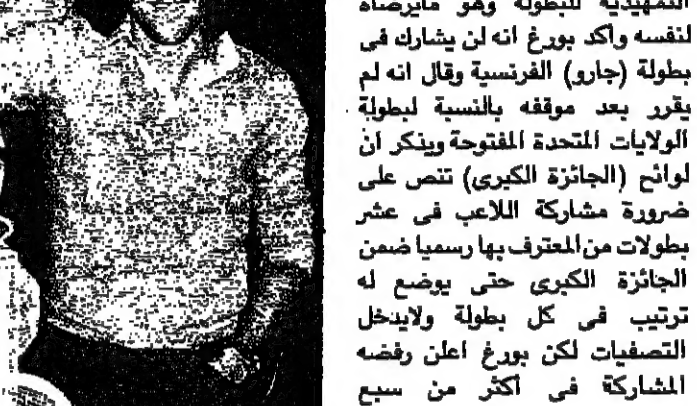 التمهيدية للبطولة وهو مايرضاه
لنفسه واكد بورغ انه لن يشارك فى
بطولة (جارو) الفرنسية وقال انه لم
يقرر بعد موقفه بالنسبة لبطولة
الولايات المتحدة المفتوحة ويذكر ان
لوائح (الجائزة الكبرى) تنص على
ضرورة مشاركة اللاعب فى عشر
بطولات من المعترف بها رسميا ضمن
الجائزة الكبرى حتى يوضع له
ترتيب فى كل بطولة ولايدخل
التصفيات لكن بورغ اعلن رفضه
المشاركة فى اكثر من سبع